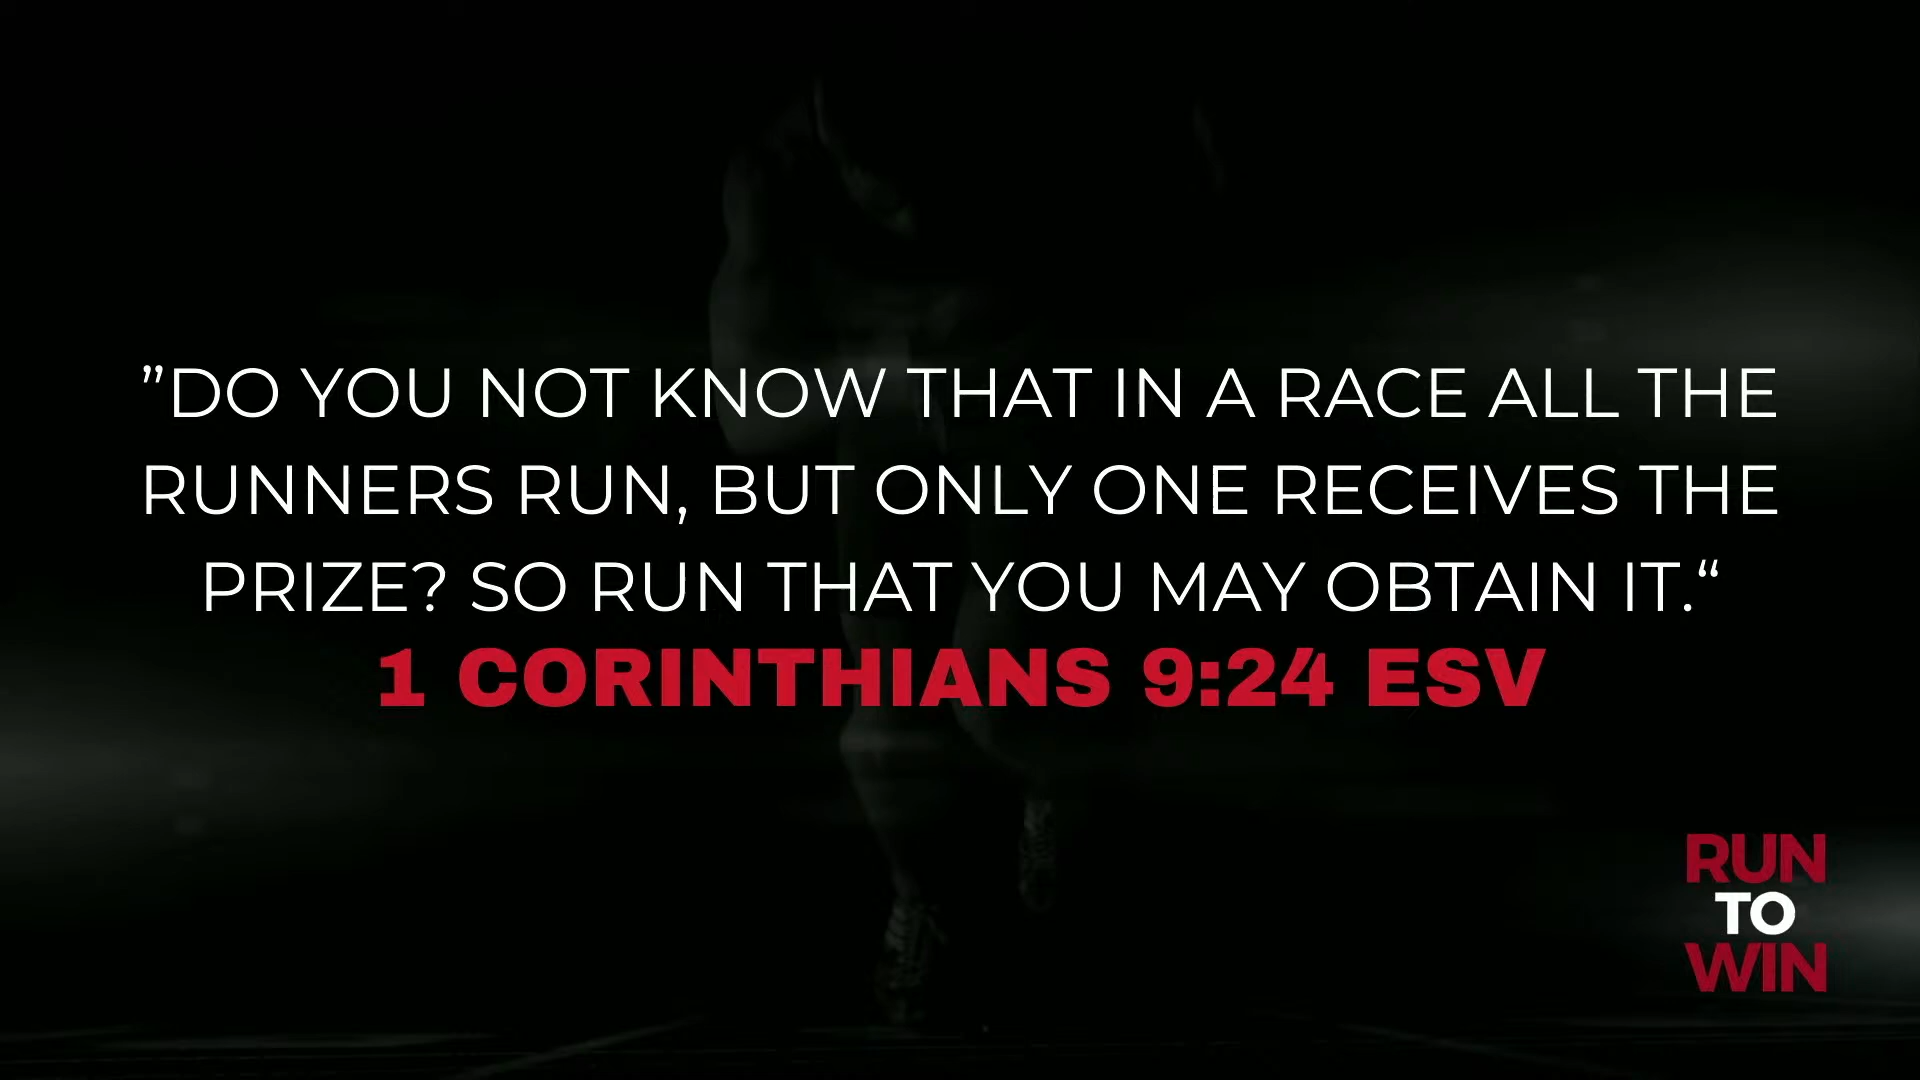 ”DO YOU NOT KNOW THAT IN A RACE ALL THE
RUNNERS RUN, BUT ONLY ONE RECEIVES THE
PRIZE? SO RUN THAT YOU MAY OBTAIN IT.“
1 CORINTHIANS 9:24 ESV
RUN
TO
WIN